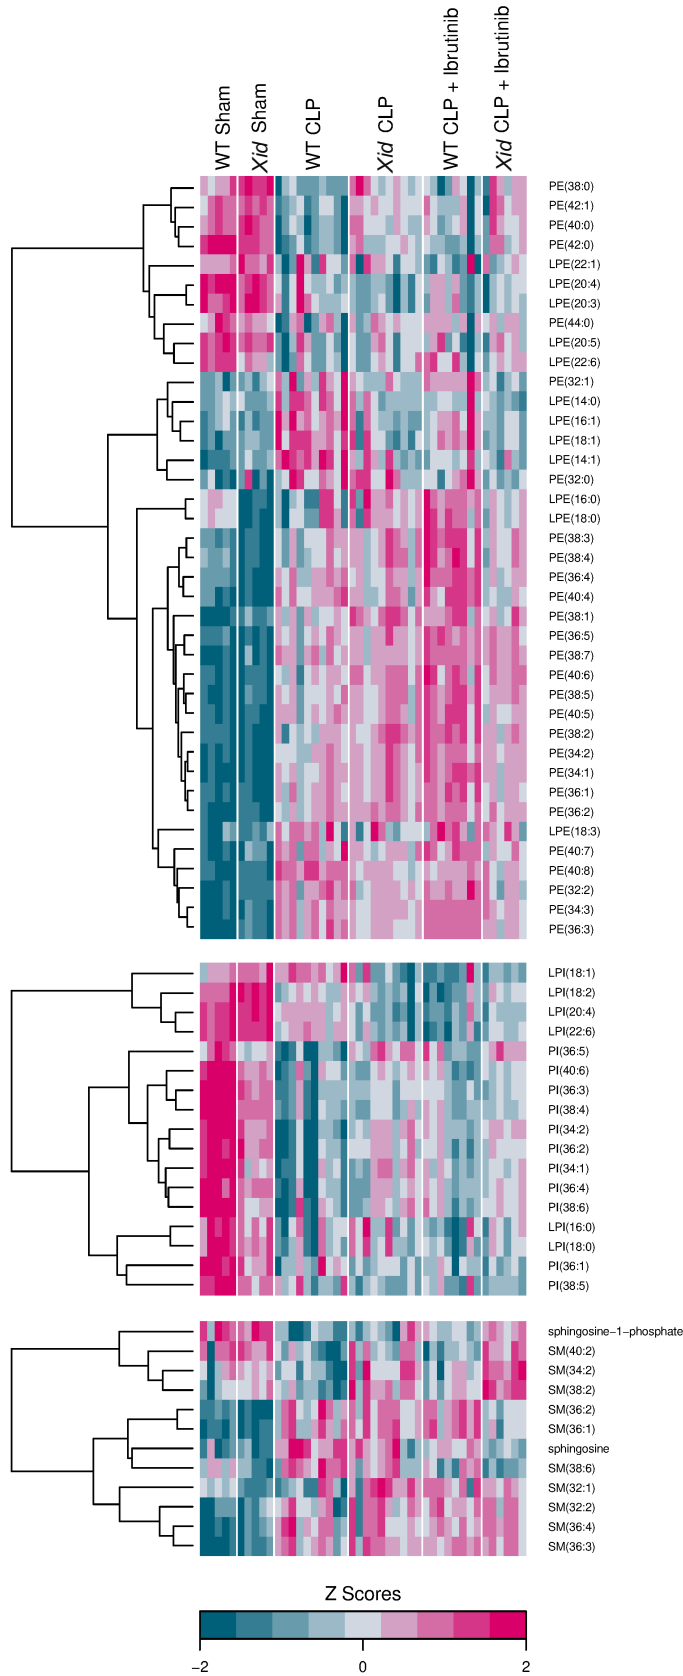 WT Sham
Xid Sham
WT CLP
Xid CLP
WT CLP + Ibrutinib
Xid CLP + Ibrutinib
PE(38:0)
PE(42:1)
PE(40:0)
PE(42:0)
LPE(22:1)
LPE(20:4)
LPE(20:3)
PE(44:0)
LPE(20:5)
LPE(22:6)
PE(32:1)
LPE(14:0)
LPE(16:1)
LPE(18:1)
LPE(14:1)
PE(32:0)
LPE(16:0)
LPE(18:0)
PE(38:3)
PE(38:4)
PE(36:4)
PE(40:4)
PE(38:1)
PE(36:5)
PE(38:7)
PE(40:6)
PE(38:5)
PE(40:5)
PE(38:2)
PE(34:2)
PE(34:1)
PE(36:1)
PE(36:2)
LPE(18:3)
PE(40:7)
PE(40:8)
PE(32:2)
PE(34:3)
PE(36:3)
LPI(18:1)
LPI(18:2)
LPI(20:4)
LPI(22:6)
PI(36:5)
PI(40:6)
PI(36:3)
PI(38:4)
PI(34:2)
PI(36:2)
PI(34:1)
PI(36:4)
PI(38:6)
LPI(16:0)
LPI(18:0)
PI(36:1)
PI(38:5)
sphingosine−1−phosphate
SM(40:2)
SM(34:2)
SM(38:2)
SM(36:2)
SM(36:1)
sphingosine
SM(38:6)
SM(32:1)
SM(32:2)
SM(36:4)
SM(36:3)
Z Scores
−2 0 2